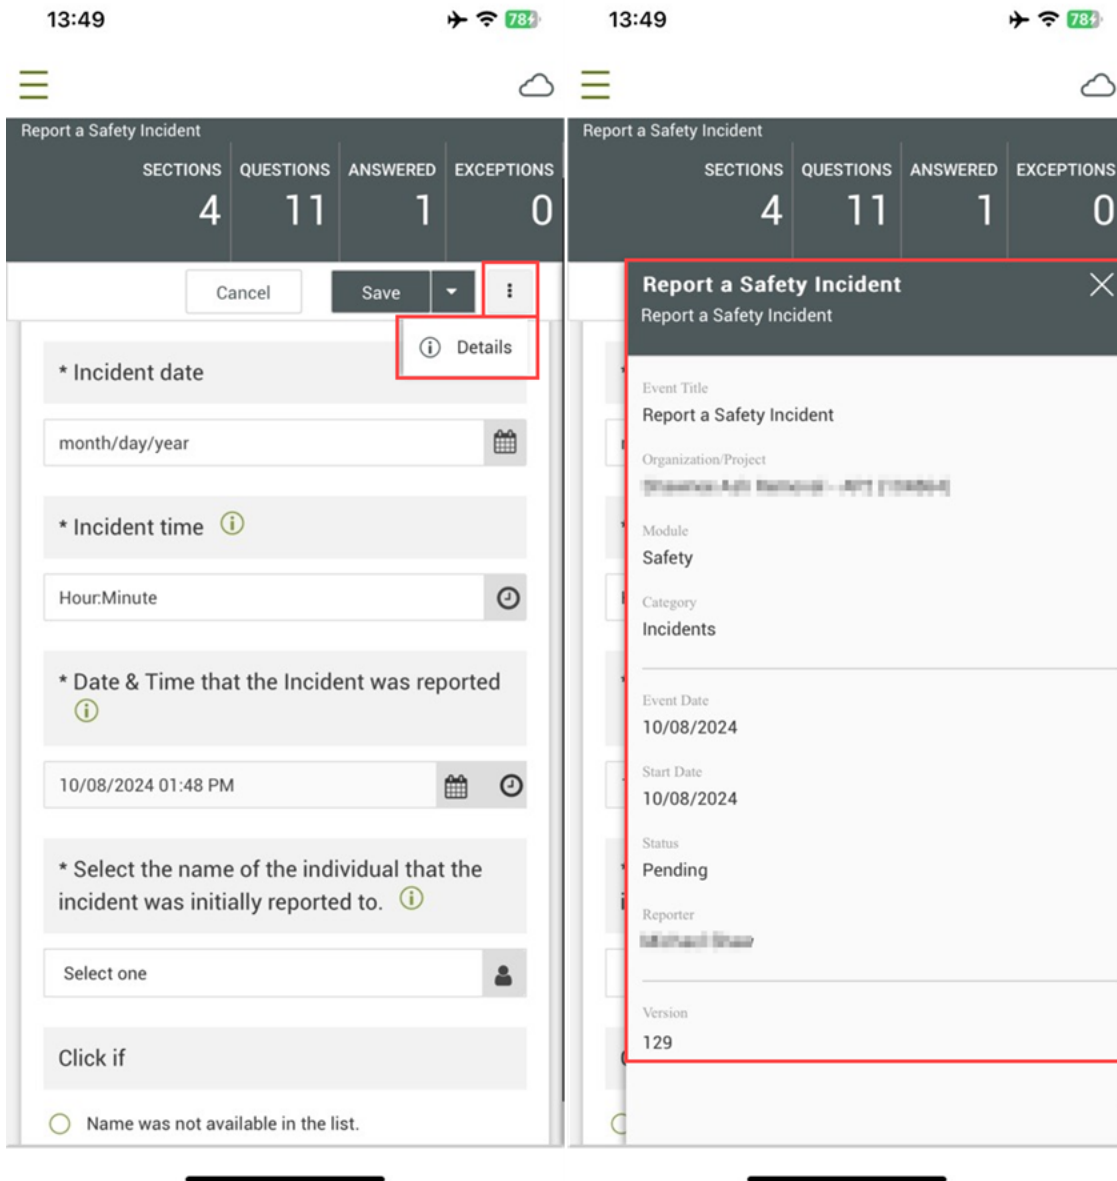 13:49
78
Report a Safety Incident
SECTIONS QUESTIONS ANSWERED EXCEPTIONS
4 11 1 0
Cancel Save
Details
* Incident date
month/day/year
* Incident time
Hour:Minute
* Date & Time that the Incident was reported
10/08/2024 01:48 PM
* Select the name of the individual that the
incident was initially reported to.
Select one
Click if
Name was not available in the list.
13:49
78
Report a Safety Incident
SECTIONS QUESTIONS ANSWERED EXCEPTIONS
4 11 1 0
Report a Safety Incident
Report a Safety Incident
Event Title
Report a Safety Incident
Organization/Project
Module
Safety
Category
Incidents
Event Date
10/08/2024
Start Date
10/08/2024
Status
Pending
Reporter
Version
129